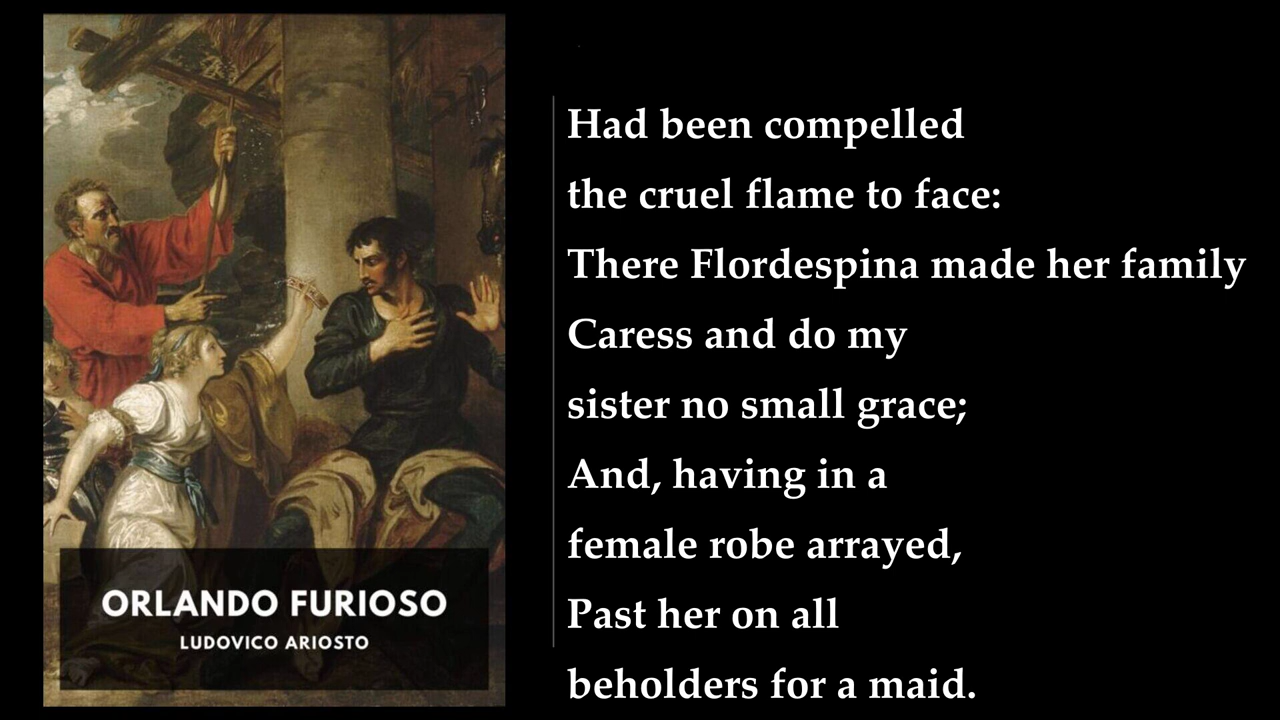 ORLANDO FURIOSO
LUDOVICO ARIOSTO
Had been compelled
the cruel flame to face:
There Flordespina made her family
Caress and do my
sister no small grace;
And, having in a
female robe arrayed,
Past her on all
beholders for a maid.